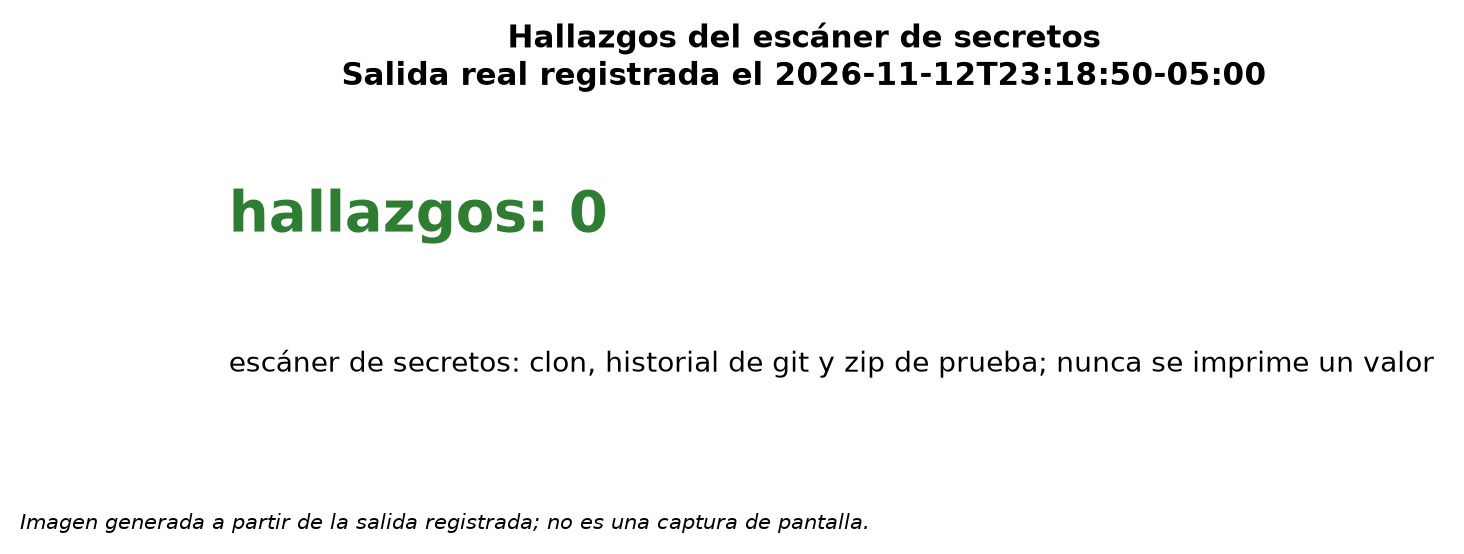 Hallazgos del escáner de secretos
Salida real registrada el 2026-11-12T23:18:50-05:00
hallazgos: 0
escáner de secretos: clon, historial de git y zip de prueba; nunca se imprime un valor
Imagen generada a partir de la salida registrada; no es una captura de pantalla.